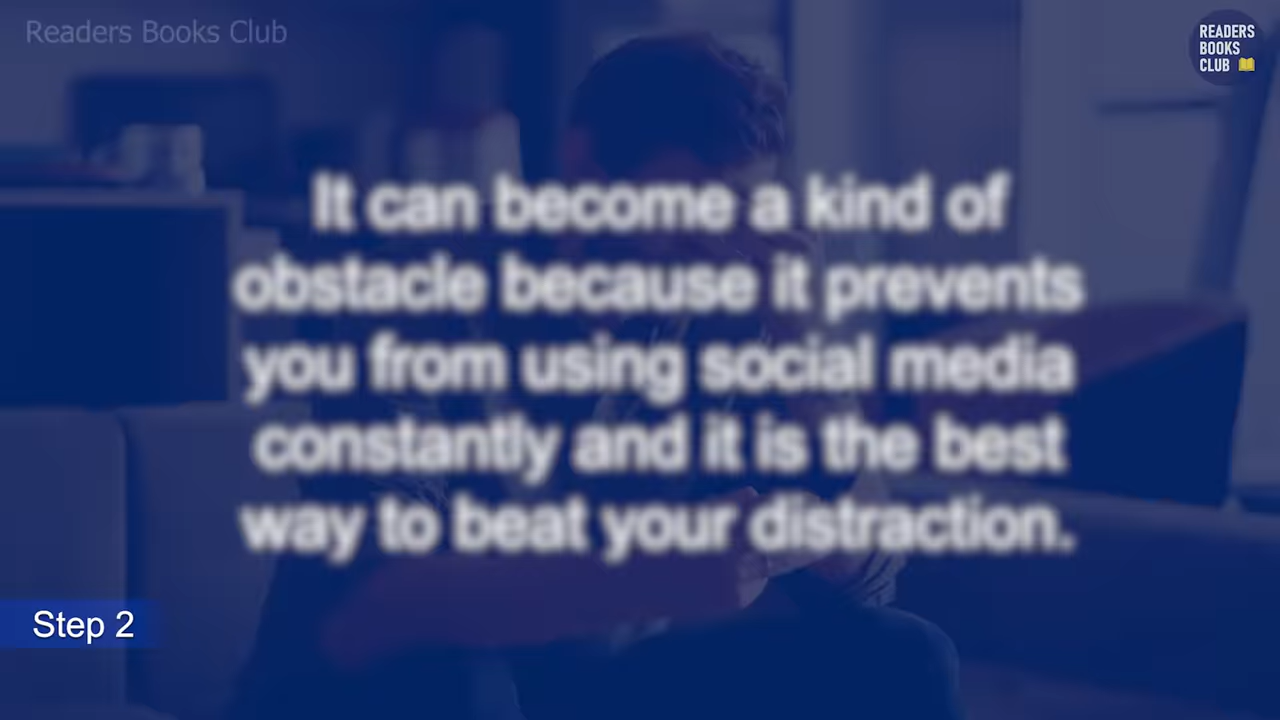 Readers Books Club
READERS
BOOKS
CLUB
It can become a kind of
obstacle because it prevents
you from using social media
constantly and it is the best
way to beat your distraction.
Step 2